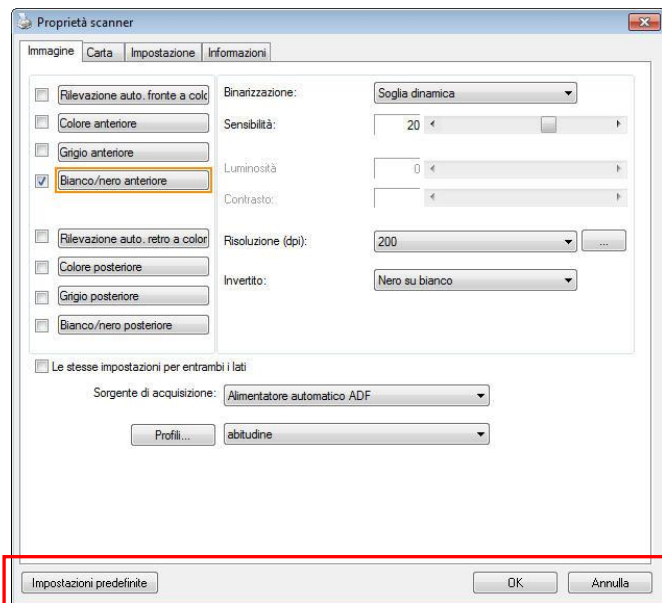 Proprietà scanner
Immagine Carta Impostazione Informazioni
Rilevazione auto. fronte a colo
Colore anteriore
Grigio anteriore
Bianco/nero anteriore
Rilevazione auto. retro a color
Colore posteriore
Grigio posteriore
Bianco/nero posteriore
Binarizzazione: Soglia dinamica
Sensibilità: 20
Luminosità 0
Contrasto:
Risoluzione (dpi): 200 ...
Invertito: Nero su bianco
Le stesse impostazioni per entrambi i lati
Sorgente di acquisizione: Alimentatore automatico ADF
Profili... abitudine
Impostazioni predefinite OK Annulla